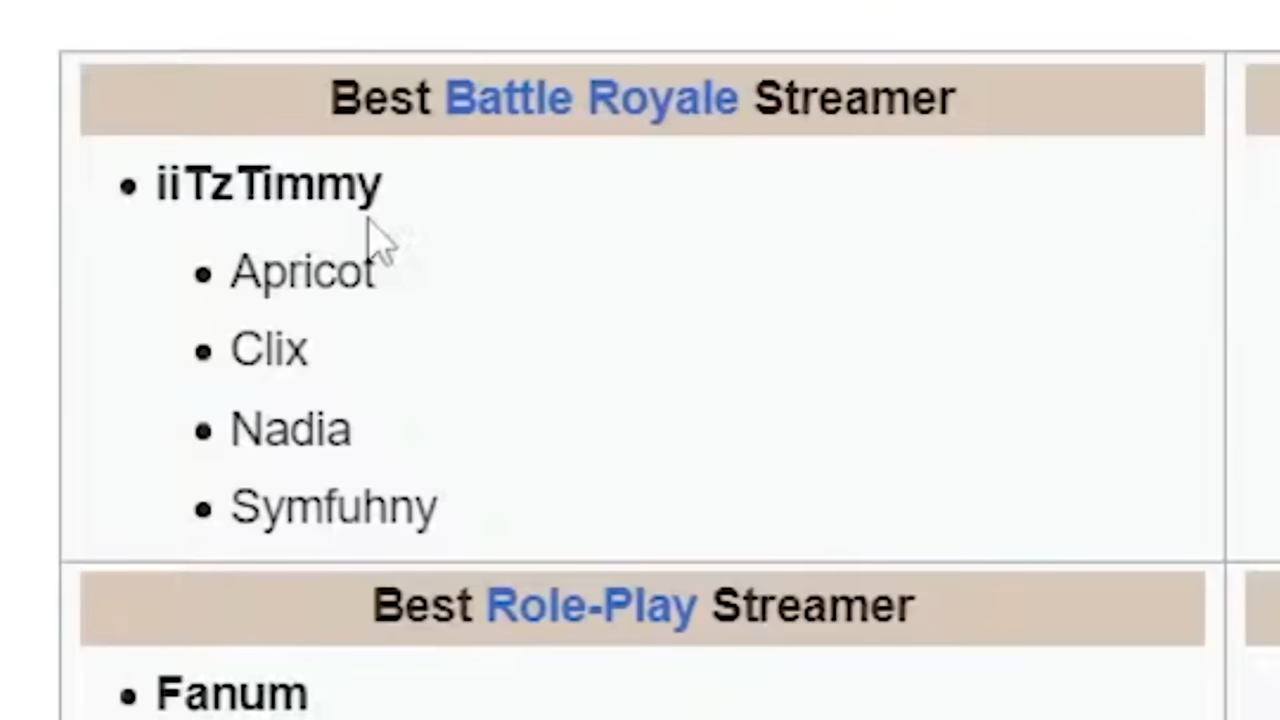 Best Battle Royale Streamer
iiTzTimmy
Apricot
Clix
Nadia
Symfuhny
Best Role-Play Streamer
Fanum